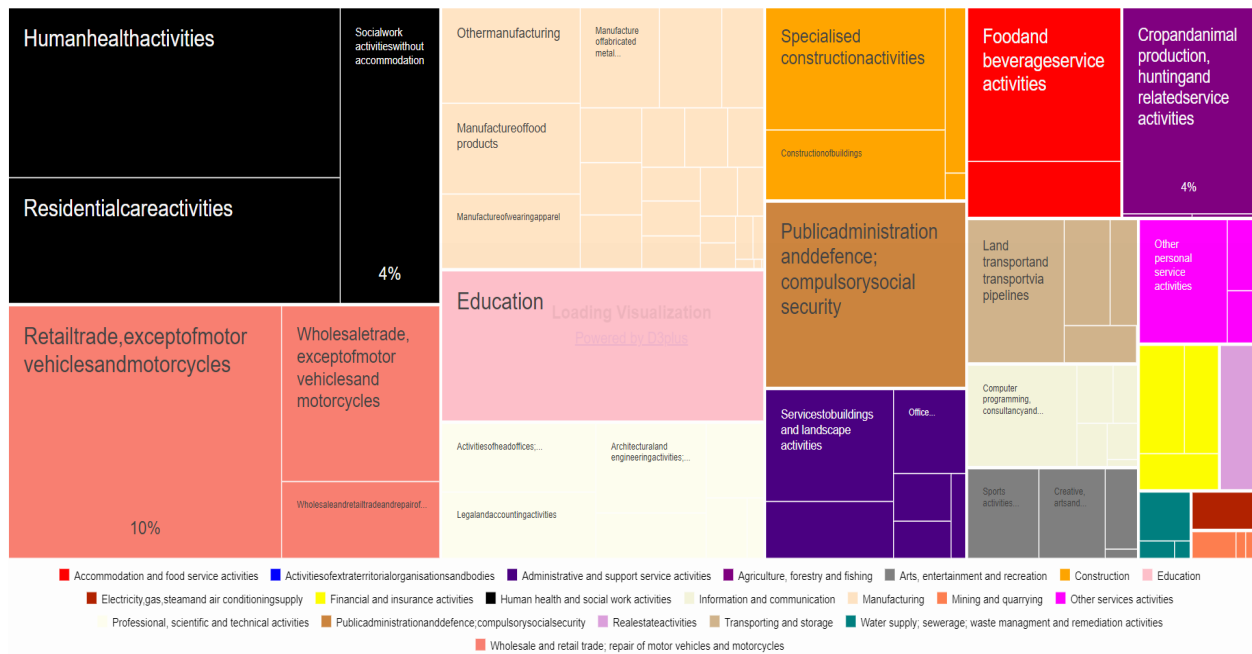 Humanhealthactivities
Socialwork
activitieswithout
accommodation
4%
Residentialcareactivities
Retailtrade,exceptofmotor
vehiclesandmotorcycles
10%
Wholesaletrade,
exceptofmotor
vehiclesand
motorcycles
Wholesaleandretailtradeandrepairof...
Othermanufacturing
Manufacture
offabricated
metal...
Manufactureoffood
products
Manufactureofwearingapparel
Education
Loading Visualization
Powered by D3plus
Activitiesofheadoffices;...
Architecturaland
engineeringactivities;...
Legalandaccountingactivities
Specialised
constructionactivities
Constructionofbuildings
Publicadministration
anddefence;
compulsorysocial
security
Servicestobuildings
and landscape
activities
Office...
Foodand
beverageservice
activities
Cropandanimal
production,
huntingand
relatedservice
activities
4%
Land
transportand
transportvia
pipelines
Other
personal
service
activities
Computer
programming,
consultancyand...
Sports
activities...
Creative,
artsand...
Accommodation and food service activities Activitiesofextraterritorialorganisationsandbodies Administrative and support service activities Agriculture, forestry and fishing Arts, entertainment and recreation Construction Education
Electricity,gas,steamand air conditioningsupply Financial and insurance activities Human health and social work activities Information and communication Manufacturing Mining and quarrying Other services activities
Professional, scientific and technical activities Publicadministrationanddefence;compulsorysocialsecurity Realestateactivities Transporting and storage Water supply; sewerage; waste managment and remediation activities
Wholesale and retail trade; repair of motor vehicles and motorcycles